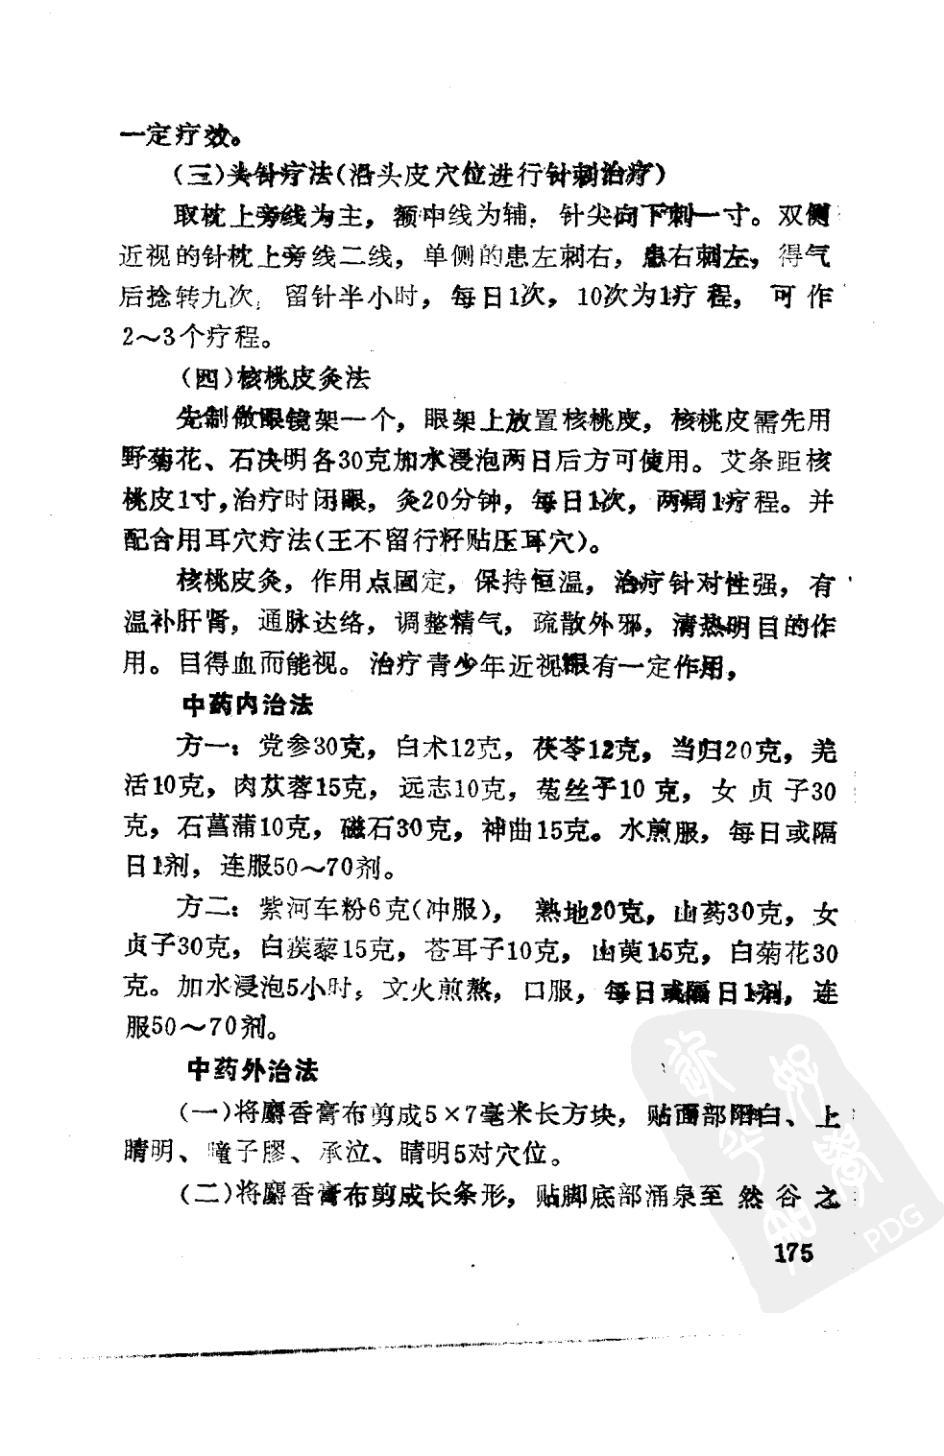 一定疗效。
(三)头针疗法(沿头皮穴位进行针刺治疗)
取枕上旁线为主，额中线为辅．针尖向下刺一寸。双侧
近视的针枕上旁线二线，单侧的患左刺右，患右刺左，得气
后捻转九次；留针半小时，每日1次，10次为1疗程，可作
2～3个疗程。
(四)核桃皮灸法
先制做眼镜架一个，眼架上放置核桃皮，核桃皮需先用
野菊花、石决明各30克加水浸泡两日后方可使用。艾条距核
桃皮1寸，治疗时闭眼，灸20分钟，每日1次，两周1疗程。并
配合用耳穴疗法(王不留行籽贴压耳穴)。
核桃皮灸，作用点固定，保持恒温，治疗针对性强，有
温补肝肾，通脉达络，调整精气，疏散外邪，清热明目的作
用。目得血而能视。治疗青少年近视眼有一定作用，
中药内治法
方一：党参30克，白术12克，茯苓12克，当归20克，羌
活10克，肉苁蓉15克，远志10克，菟丝子10克，女贞子30
克，石菖蒲10克，磁石30克，神曲15克。水煎服，每日或隔
日1剂，连服50～70剂。
方二：紫河车粉6克(冲服)，熟地20克，山药30克，女
贞子30克，白蒺藜15克，苍耳子10克，山萸15克，白菊花30
克。加水浸泡5小时；文火煎熬，口服，每日或隔日1剂，连
服50～70剂。
中药外治法
(一)将麝香膏布剪成5×7毫米长方块，贴面部阳白、上
睛明、瞳子膠、承泣、睛明5对穴位。
(二)将麝香膏布剪成长条形，贴脚底部涌泉至然谷之
175
PDG